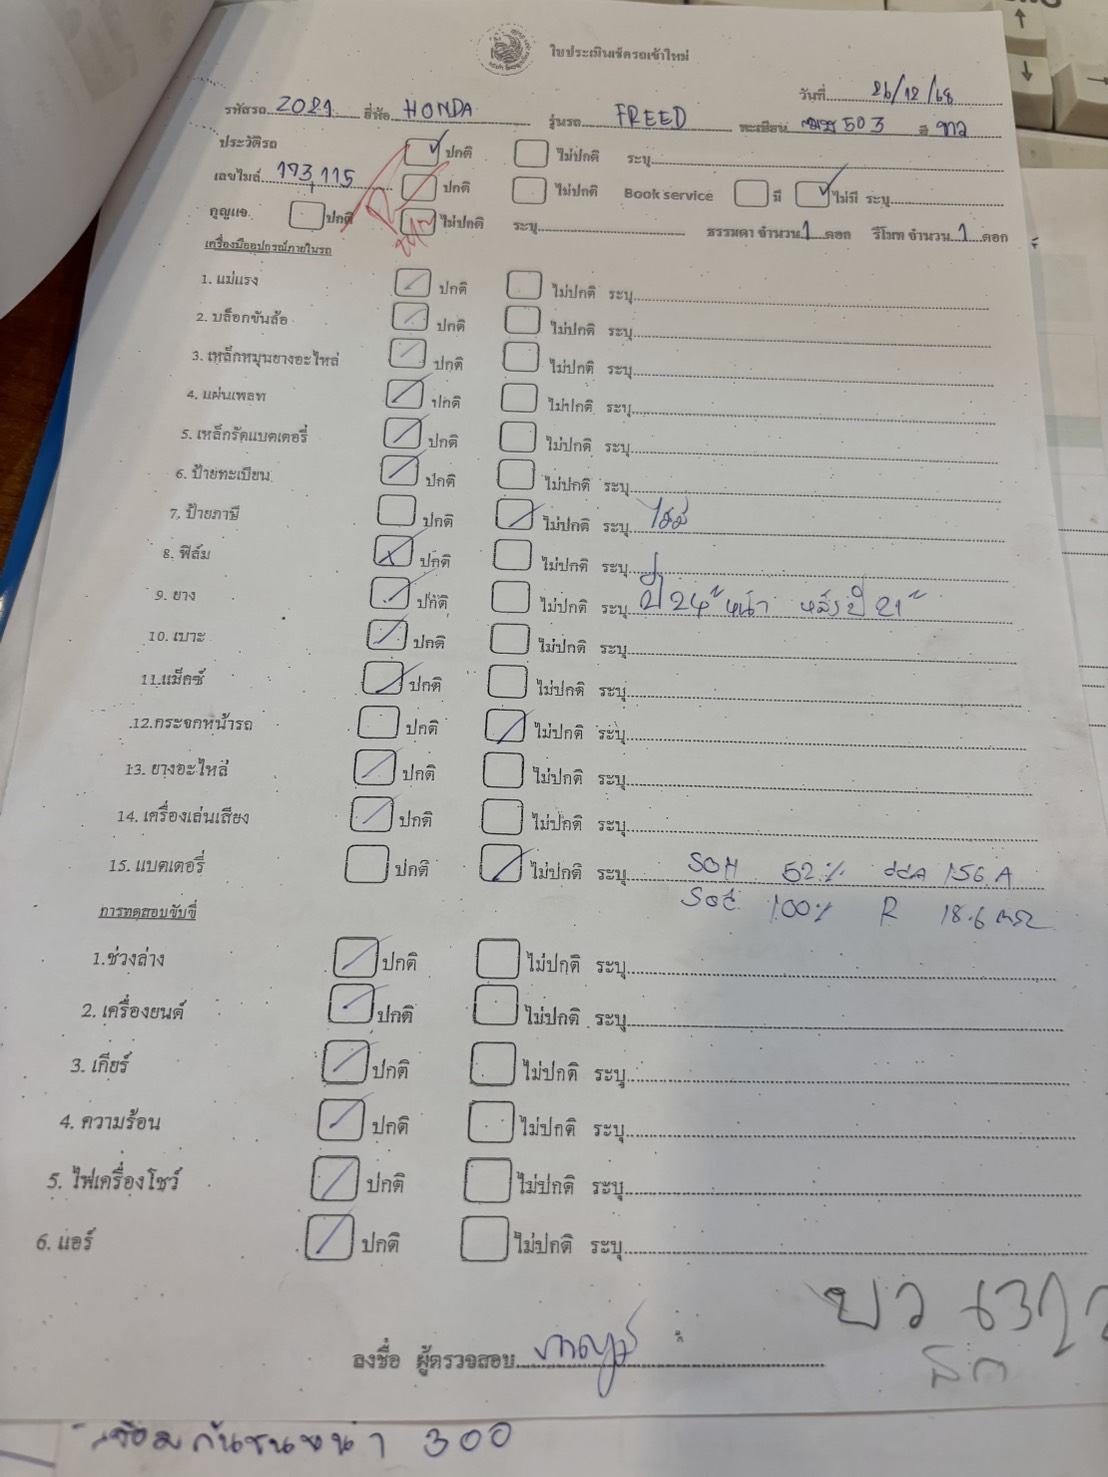 ใบประเมินเช็ครถเข้าใหม่
วันที่ 26/12/68
รหัสรถ 2021 ยี่ห้อ HONDA รุ่นรถ FREED ทะเบียน 503 สี ขาว
ประวัติรถ ปกติ ไม่ปกติ ระบุ
เลขไมล์ 173,115 ปกติ ไม่ปกติ Book service มี ไม่มี ระบุ
กุญแจ ปกติ ไม่ปกติ ระบุ ธรรมดา จำนวน 1 ดอก รีโมท จำนวน 1 ดอก
เครื่องมืออุปกรณ์ภายในรถ
1. แม่แรง ปกติ ไม่ปกติ ระบุ
2. บล็อกขันล้อ ปกติ ไม่ปกติ ระบุ
3. เหล็กหมุนยางอะไหล่ ปกติ ไม่ปกติ ระบุ
4. แผ่นเพลท ปกติ ไม่ปกติ ระบุ
5. เหล็กรัดแบตเตอรี่ ปกติ ไม่ปกติ ระบุ
6. ป้ายทะเบียน ปกติ ไม่ปกติ ระบุ
7. ป้ายภาษี ปกติ ไม่ปกติ ระบุ ไม่มี
8. ฟิล์ม ปกติ ไม่ปกติ ระบุ
9. ยาง ปกติ ไม่ปกติ ระบุ ปี 24" หน้า หลังปี 21"
10. เบาะ ปกติ ไม่ปกติ ระบุ
11.แม็คซ์ ปกติ ไม่ปกติ ระบุ
12.กระจกหน้ารถ ปกติ ไม่ปกติ ระบุ
13. ยางอะไหล่ ปกติ ไม่ปกติ ระบุ
14. เครื่องเล่นเสียง ปกติ ไม่ปกติ ระบุ
15. แบตเตอรี่ ปกติ ไม่ปกติ ระบุ SOH 52% CCA 156 A
SOC 100% R 18.6 mΩ
การทดสอบขับขี่
1.ช่วงล่าง ปกติ ไม่ปกติ ระบุ
2. เครื่องยนต์ ปกติ ไม่ปกติ ระบุ
3. เกียร์ ปกติ ไม่ปกติ ระบุ
4. ความร้อน ปกติ ไม่ปกติ ระบุ
5. ไฟเครื่องโชว์ ปกติ ไม่ปกติ ระบุ
6. แอร์ ปกติ ไม่ปกติ ระบุ
ลงชื่อ ผู้ตรวจสอบ
กันชนหน้า 300